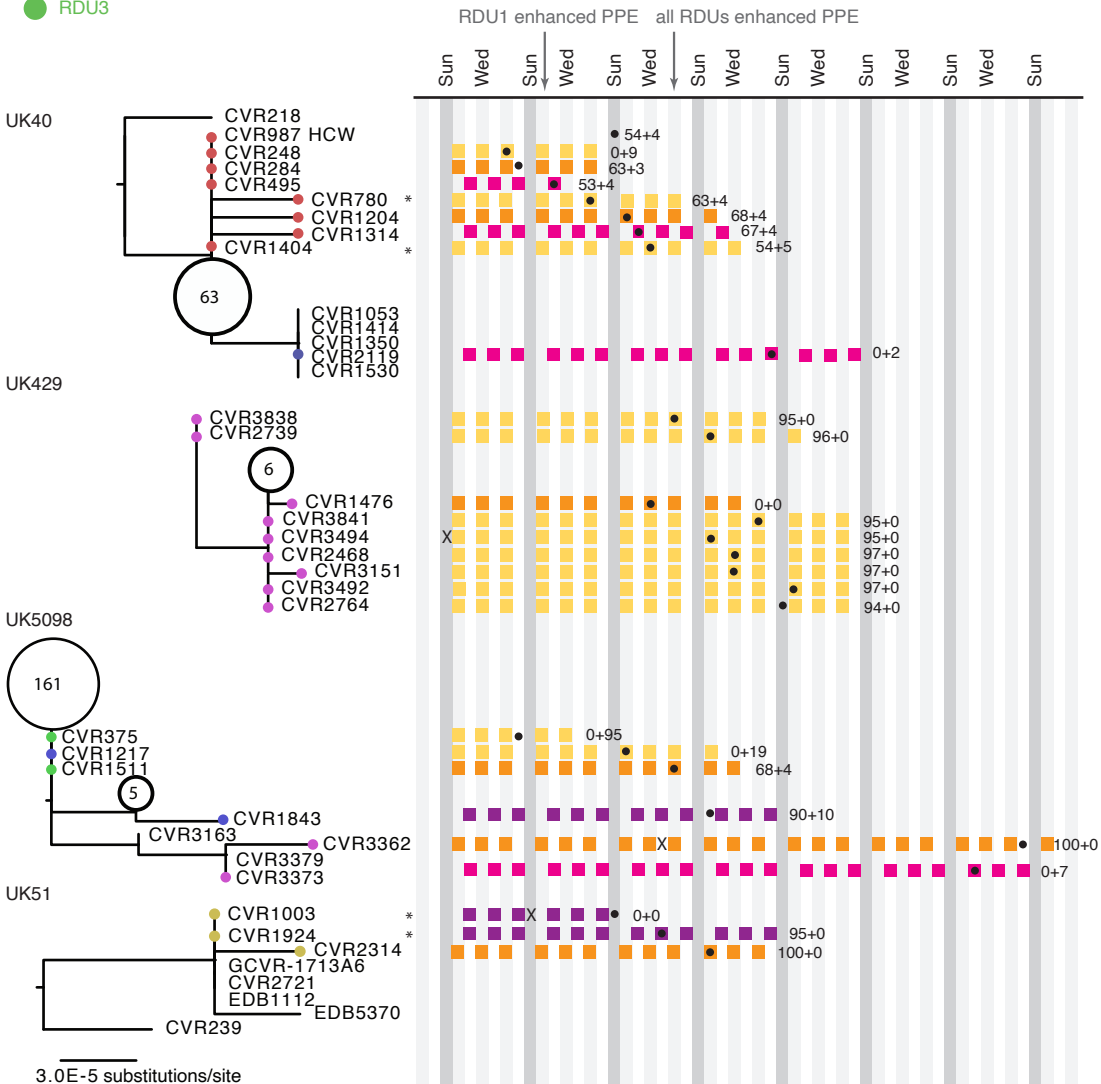 RDU3
RDU1 enhanced PPE all RDUs enhanced PPE
Sun Wed Sun Wed Sun Wed Sun Wed Sun Wed Sun Wed Sun
UK40
CVR218
CVR987 HCW 54+4
CVR248 0+9
CVR284 63+3
CVR495 53+4
CVR780 * 63+4
CVR1204 68+4
CVR1314 67+4
CVR1404 * 54+5
63
CVR1053
CVR1414
CVR1350
CVR2119 0+2
CVR1530
UK429
CVR3838 95+0
CVR2739 96+0
6
CVR1476 0+0
CVR3841 95+0
CVR3494 X 95+0
CVR2468 97+0
CVR3151 97+0
CVR3492 97+0
CVR2764 94+0
UK5098
161
CVR375 0+95
CVR1217 0+19
CVR1511 68+4
5
CVR1843 90+10
CVR3163
CVR3362 X 100+0
CVR3379
CVR3373 0+7
UK51
CVR1003 * X 0+0
CVR1924 * 95+0
CVR2314 100+0
GCVR-1713A6
CVR2721
EDB1112
EDB5370
CVR239
3.0E-5 substitutions/site